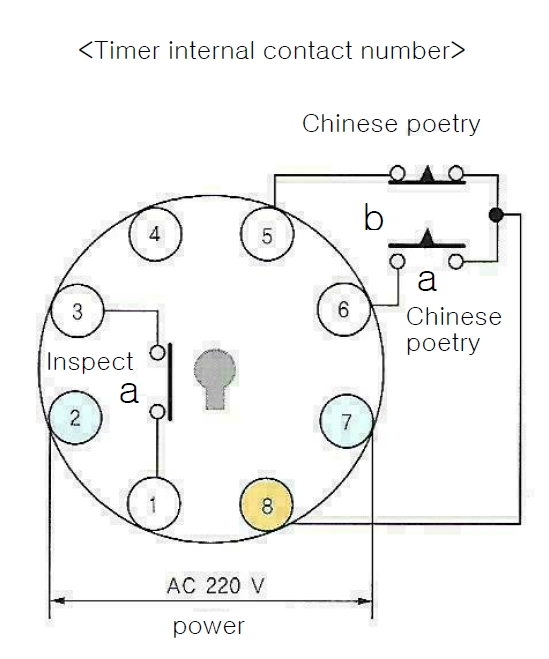 <Timer internal contact number>
Chinese poetry
4
5
b
a
3
6
Chinese
poetry
Inspect
a
2
7
1
8
AC 220 V
power